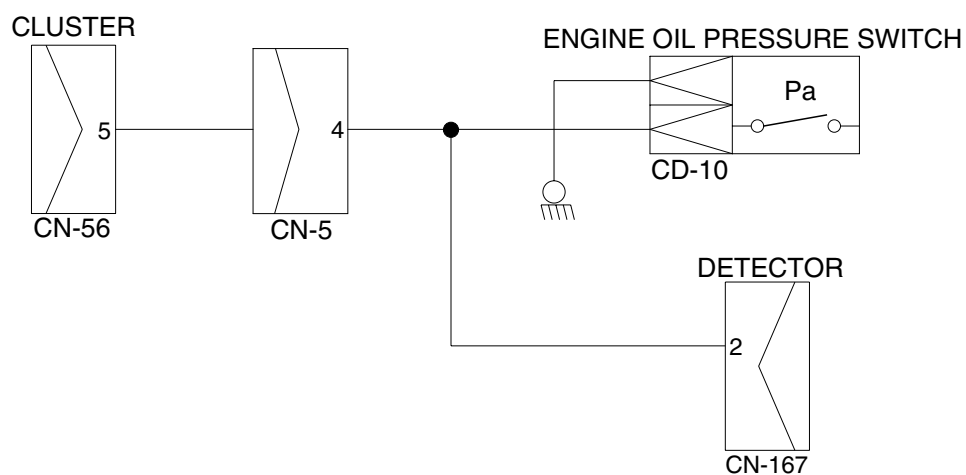 CLUSTER
ENGINE OIL PRESSURE SWITCH
Pa
5
4
CD-10
CN-56
CN-5
DETECTOR
2
CN-167